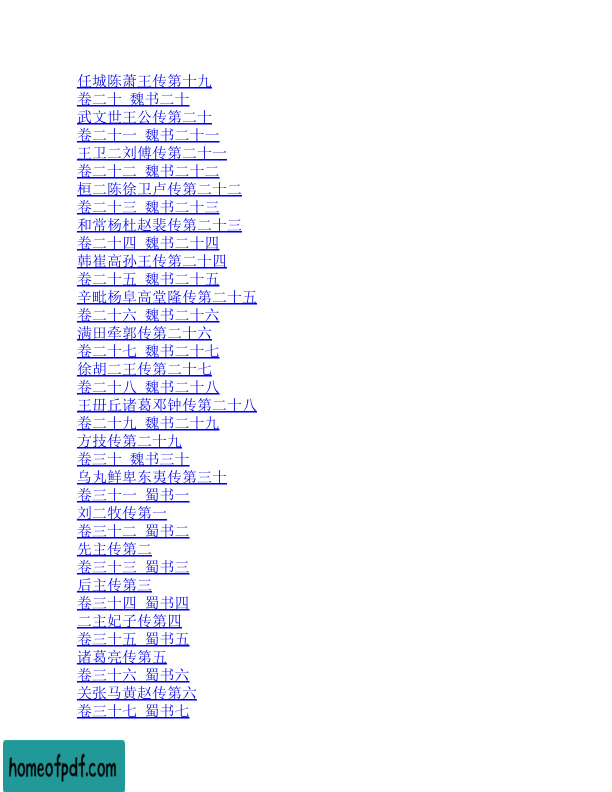 任城陈萧王传第十九
卷二十 魏书二十
武文世王公传第二十
卷二十一 魏书二十一
王卫二刘傅传第二十一
卷二十二 魏书二十二
桓二陈徐卫卢传第二十二
卷二十三 魏书二十三
和常杨杜赵裴传第二十三
卷二十四 魏书二十四
韩崔高孙王传第二十四
卷二十五 魏书二十五
辛毗杨阜高堂隆传第二十五
卷二十六 魏书二十六
满田牵郭传第二十六
卷二十七 魏书二十七
徐胡二王传第二十七
卷二十八 魏书二十八
王毌丘诸葛邓钟传第二十八
卷二十九 魏书二十九
方技传第二十九
卷三十 魏书三十
乌丸鲜卑东夷传第三十
卷三十一 蜀书一
刘二牧传第一
卷三十二 蜀书二
先主传第二
卷三十三 蜀书三
后主传第三
卷三十四 蜀书四
二主妃子传第四
卷三十五 蜀书五
诸葛亮传第五
卷三十六 蜀书六
关张马黄赵传第六
卷三十七 蜀书七
homeofpdf.com